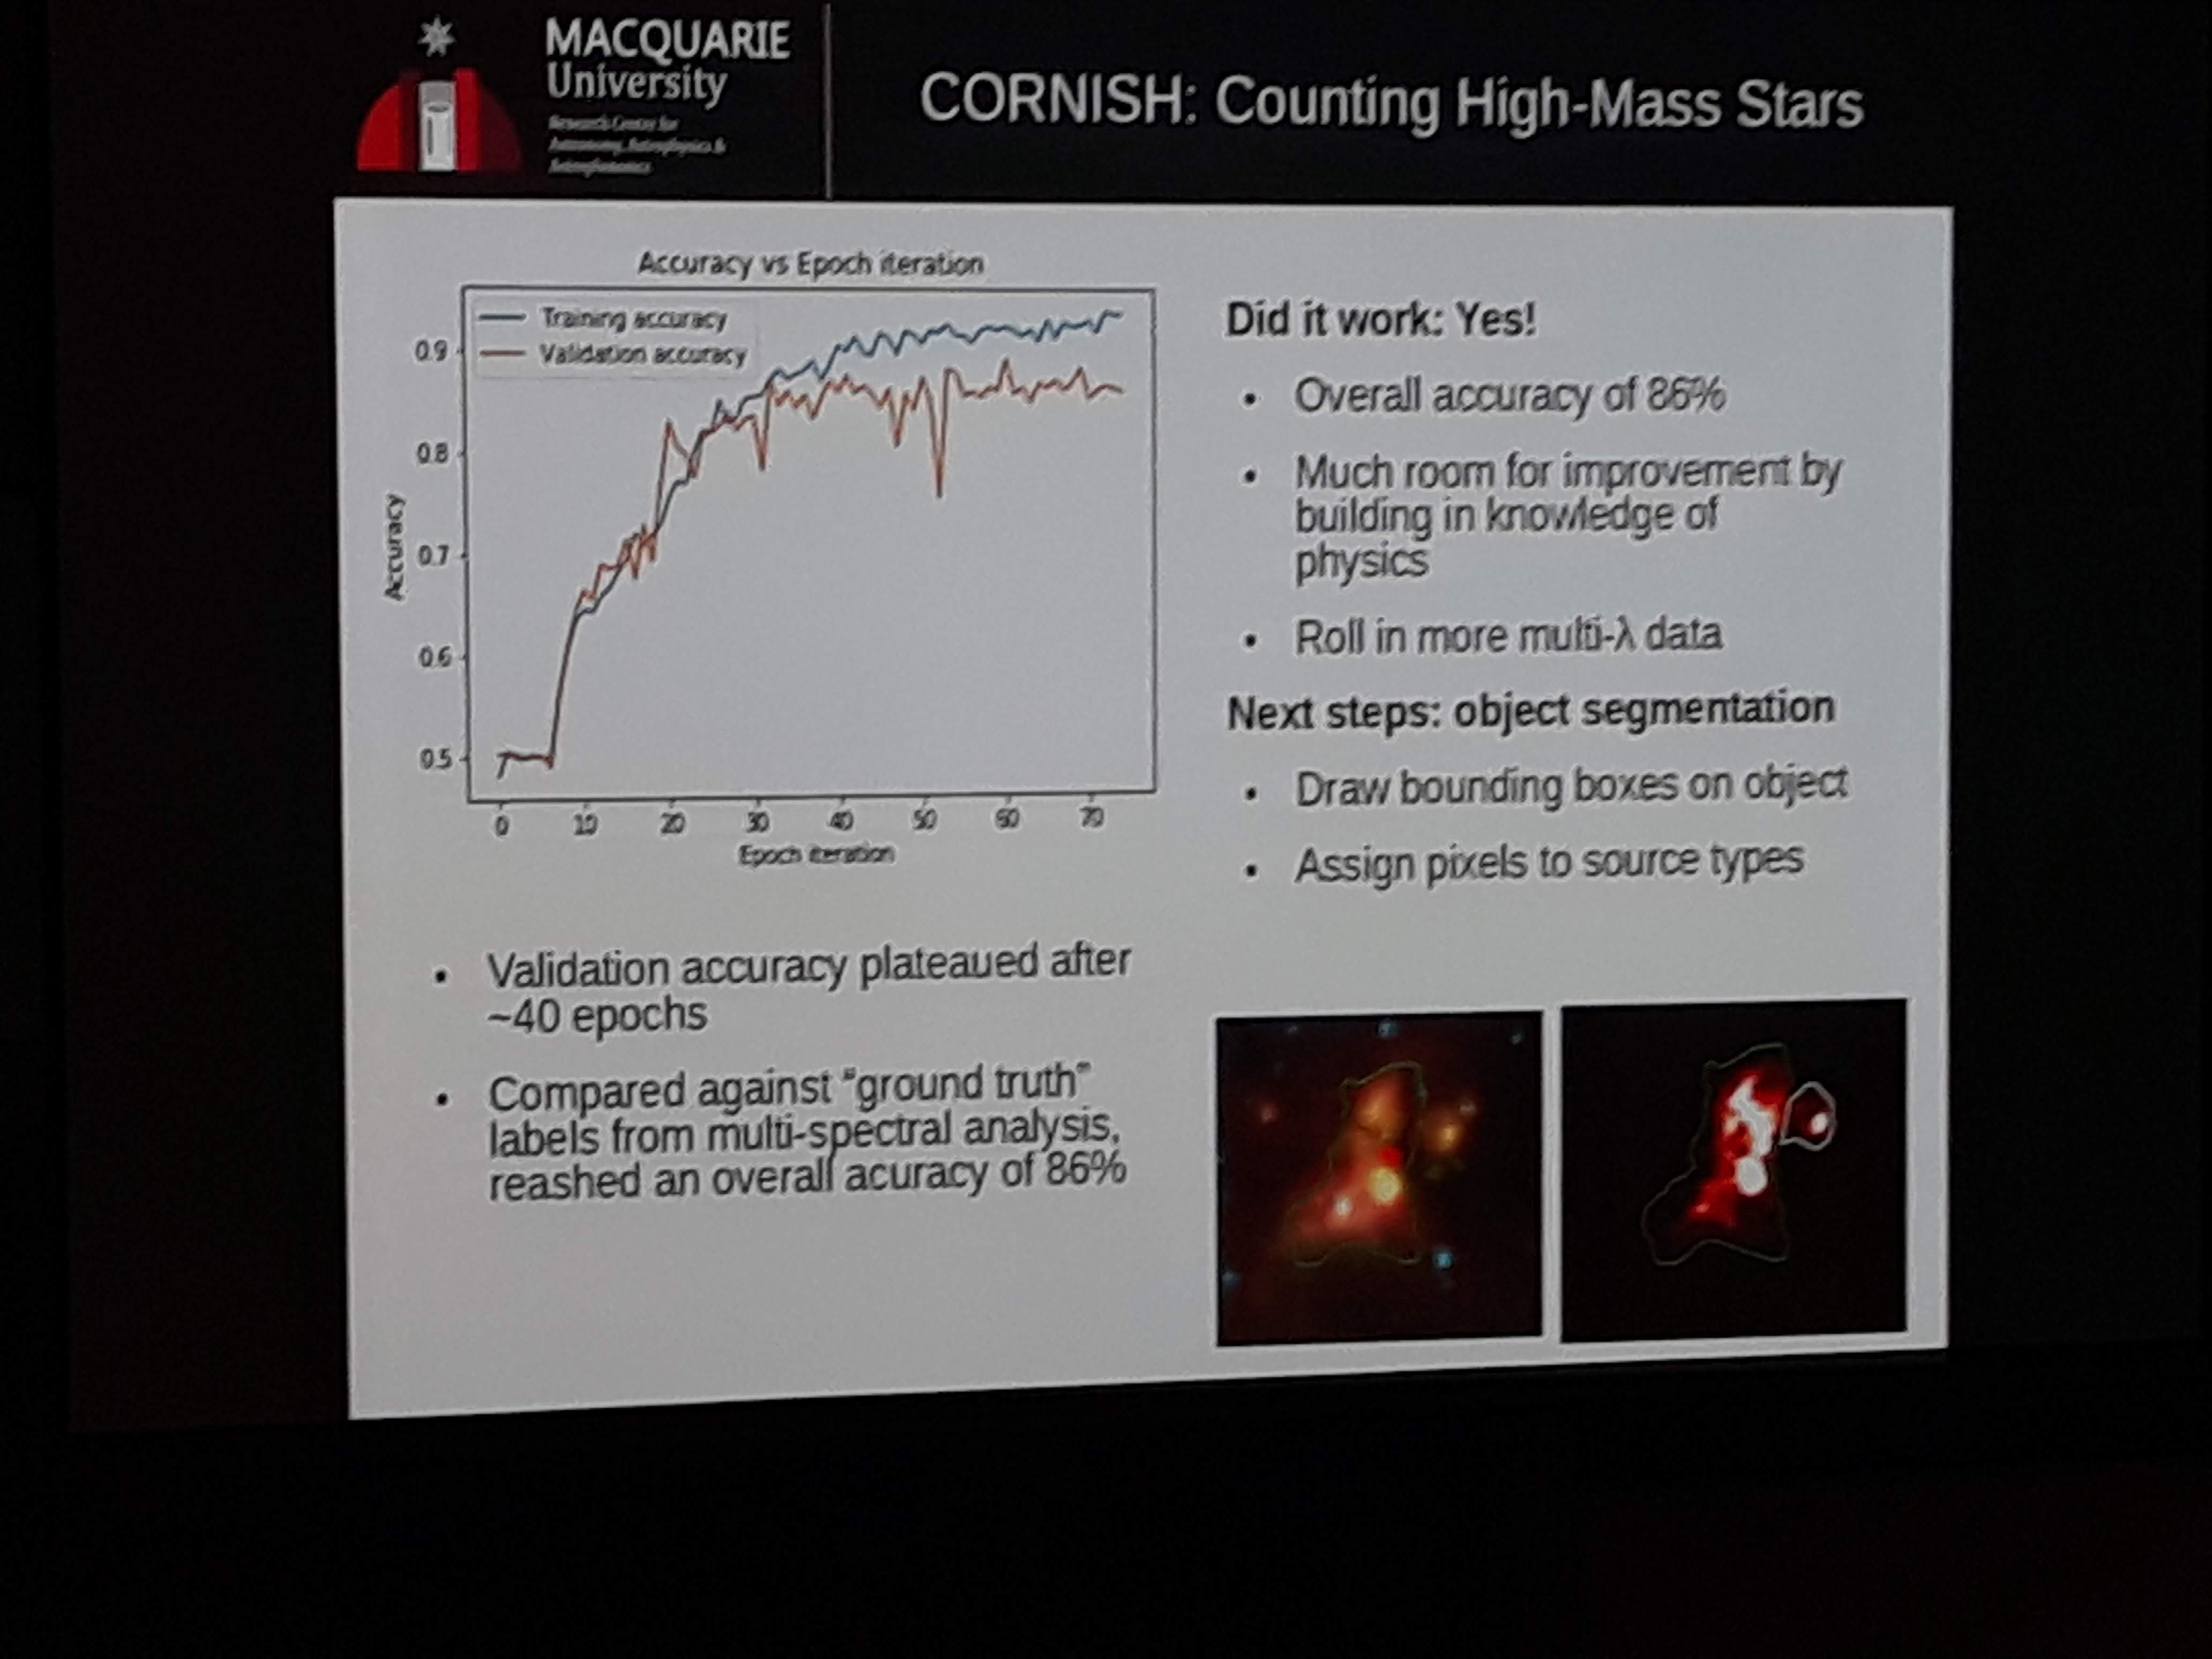 MACQUARIE
University
Research Centre for
Astronomy, Astrophysics &
Astrophotonics
CORNISH: Counting High-Mass Stars
Accuracy vs Epoch iteration
Training accuracy
Validation accuracy
0.9
0.8
0.7
0.6
0.5
Accuracy
0 10 20 30 40 50 60 70
Epoch iteration
• Validation accuracy plateaued after
~40 epochs
• Compared against "ground truth"
labels from multi-spectral analysis,
reashed an overall acuracy of 86%
Did it work: Yes!
• Overall accuracy of 86%
• Much room for improvement by
building in knowledge of
physics
• Roll in more multi-λ data
Next steps: object segmentation
• Draw bounding boxes on object
• Assign pixels to source types